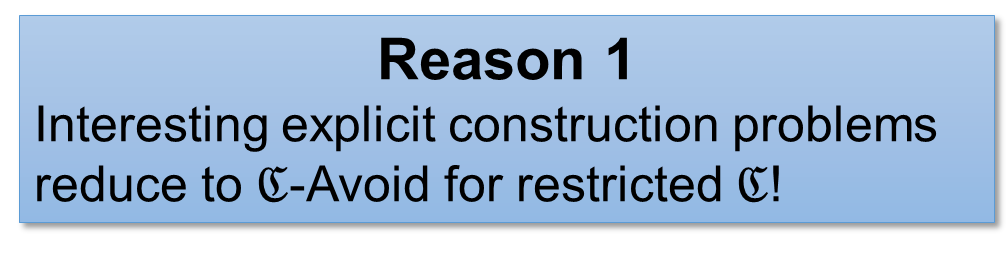 Reason 1
Interesting explicit construction problems
reduce to ℭ-Avoid for restricted ℭ!